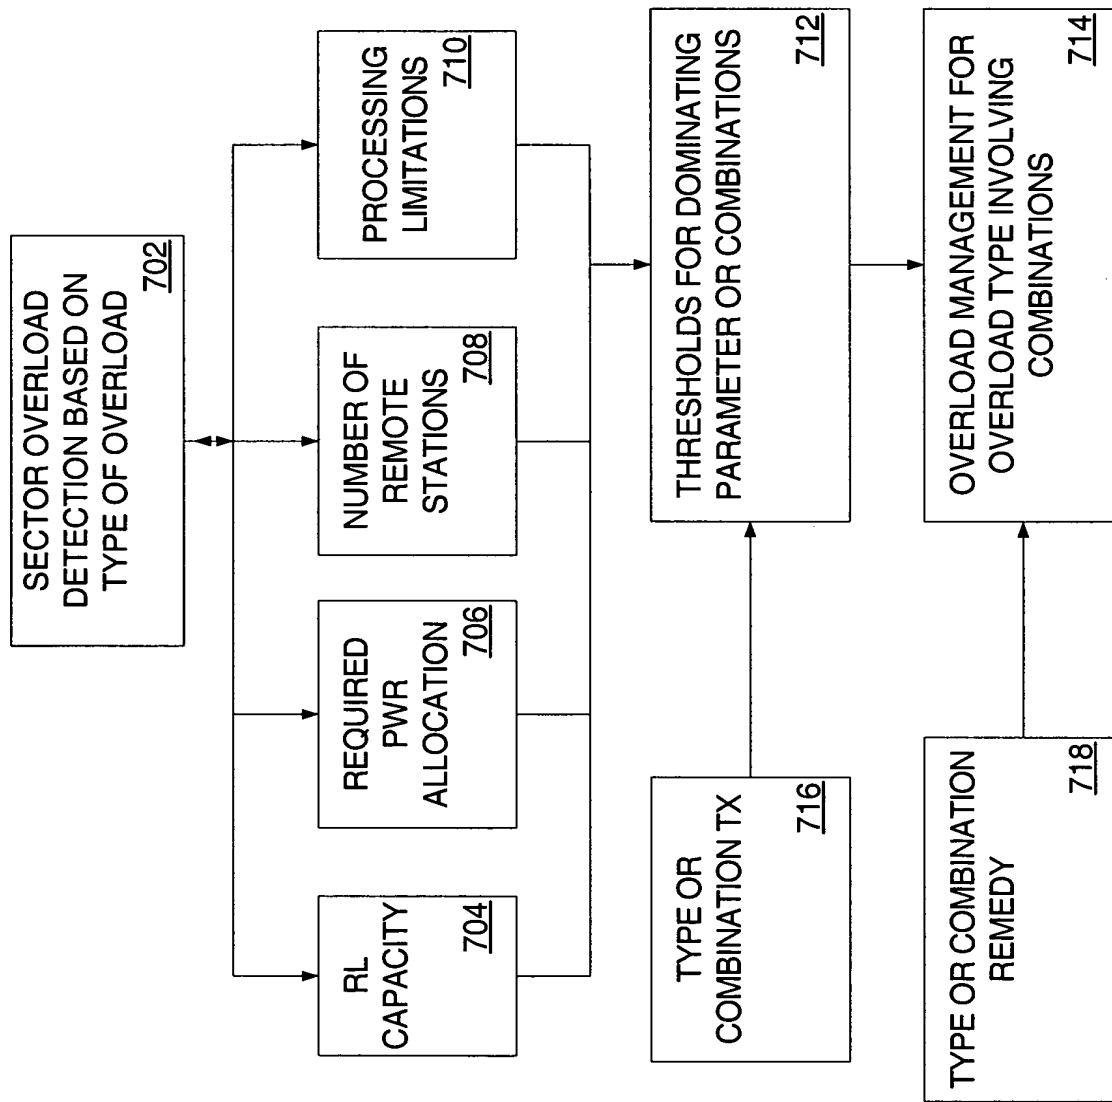 SECTOR OVERLOAD
DETECTION BASED ON
TYPE OF OVERLOAD
702
RL
CAPACITY
704
REQUIRED
PWR
ALLOCATION
706
NUMBER OF
REMOTE
STATIONS
708
PROCESSING
LIMITATIONS
710
TYPE OR
COMBINATION TX
716
THRESHOLDS FOR DOMINATING
PARAMETER OR COMBINATIONS
712
TYPE OR COMBINATION
REMEDY
718
OVERLOAD MANAGEMENT FOR
OVERLOAD TYPE INVOLVING
COMBINATIONS
714